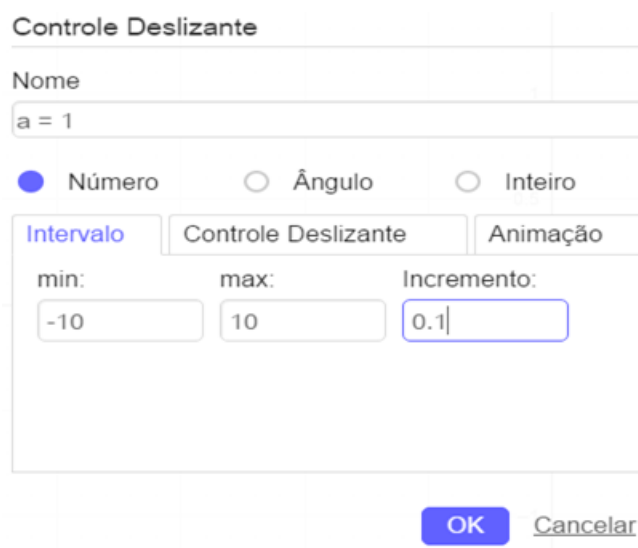 Controle Deslizante
Nome
a = 1
Número Ângulo Inteiro
Intervalo Controle Deslizante Animação
min: max: Incremento:
-10 10 0.1
OK Cancelar